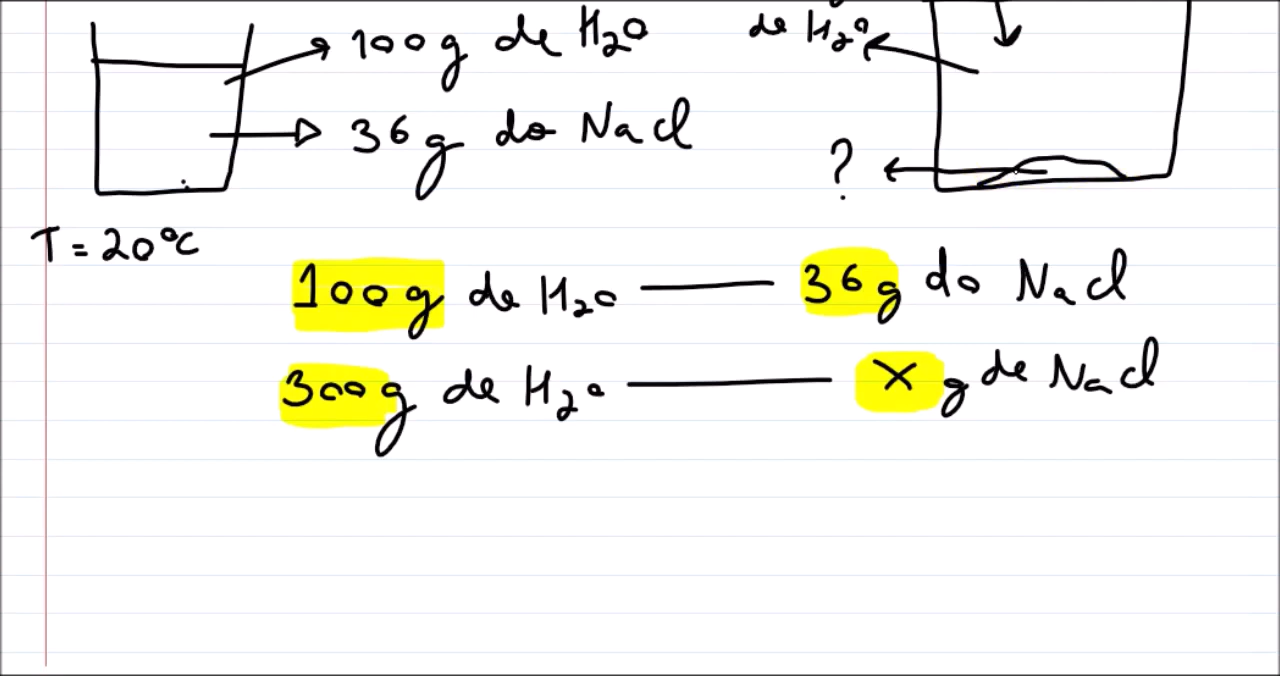 100g de H2O
36g do NaCl
de H2O
?
T = 20°C
100g de H2O — 36g do NaCl
300g de H2O — X g de NaCl